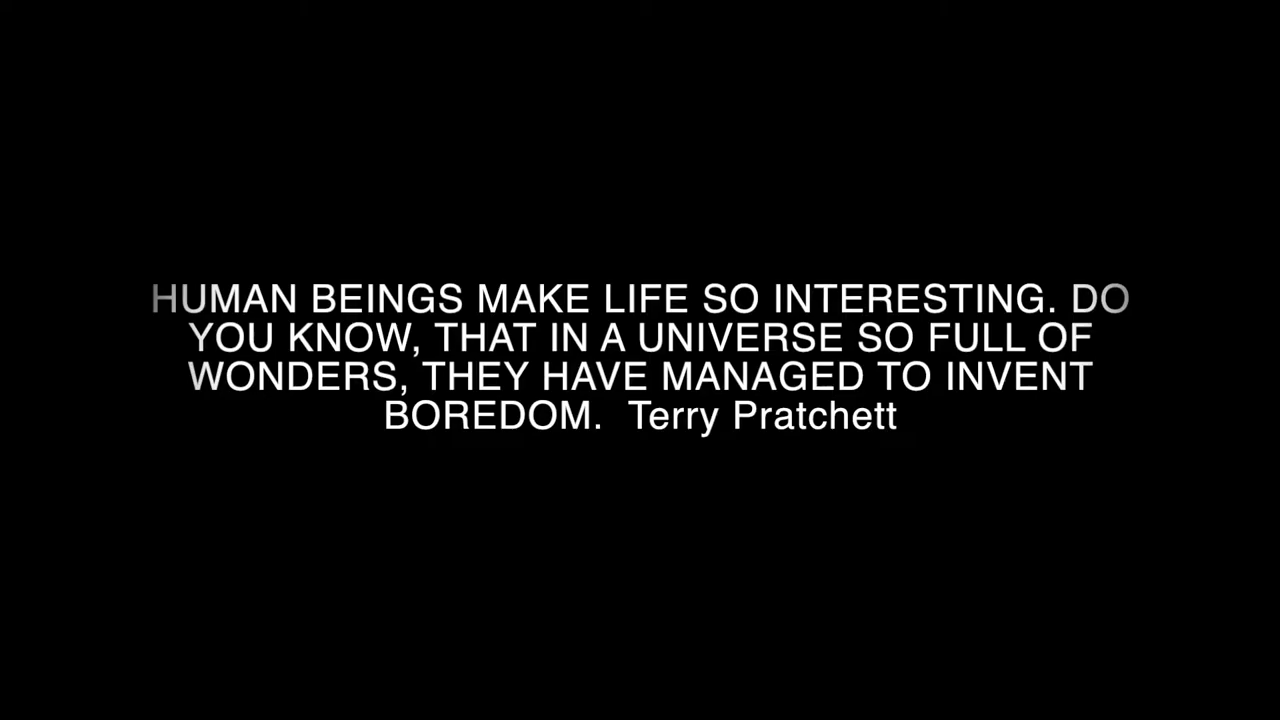 HUMAN BEINGS MAKE LIFE SO INTERESTING. DO
YOU KNOW, THAT IN A UNIVERSE SO FULL OF
WONDERS, THEY HAVE MANAGED TO INVENT
BOREDOM.  Terry Pratchett